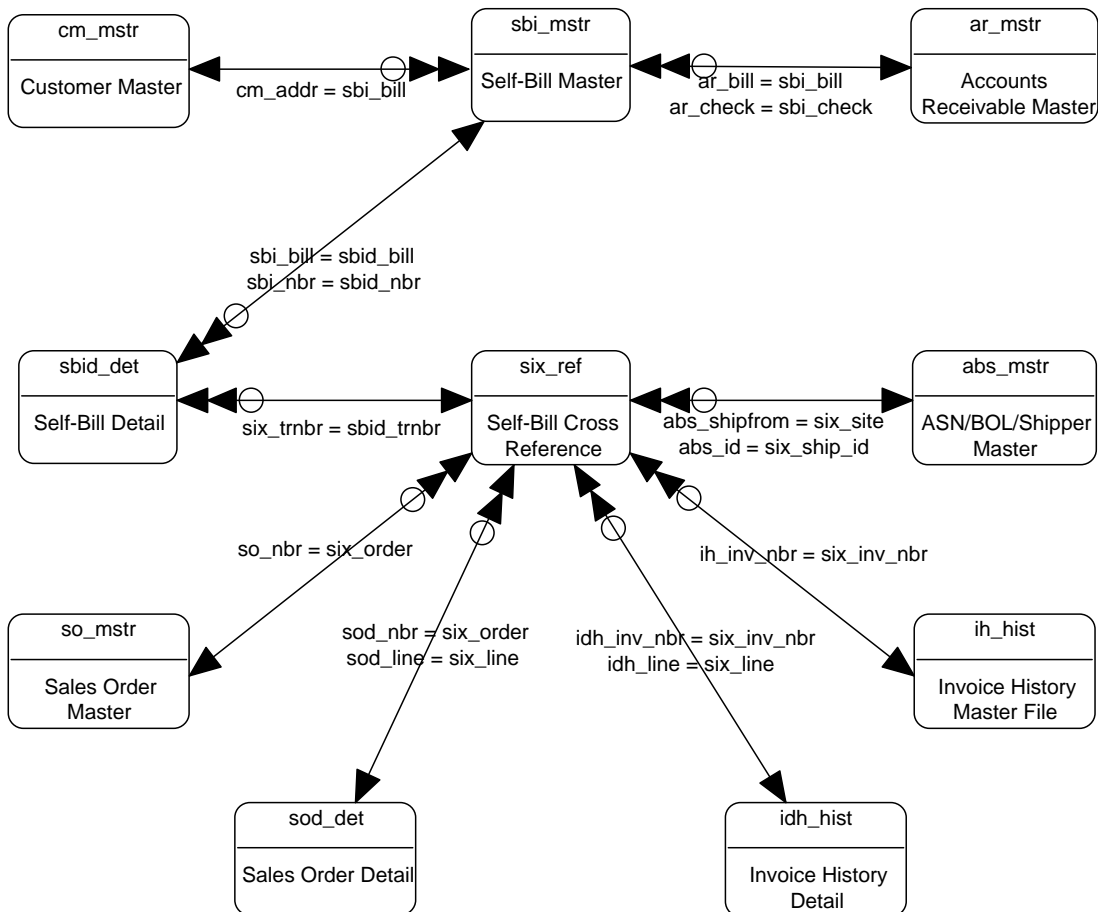 cm_mstr
Customer Master
cm_addr = sbi_bill
sbi_mstr
Self-Bill Master
ar_bill = sbi_bill
ar_check = sbi_check
ar_mstr
Accounts
Receivable Master
sbi_bill = sbid_bill
sbi_nbr = sbid_nbr
sbid_det
Self-Bill Detail
six_trnbr = sbid_trnbr
six_ref
Self-Bill Cross
Reference
abs_shipfrom = six_site
abs_id = six_ship_id
abs_mstr
ASN/BOL/Shipper
Master
so_nbr = six_order
ih_inv_nbr = six_inv_nbr
so_mstr
Sales Order
Master
sod_nbr = six_order
sod_line = six_line
idh_inv_nbr = six_inv_nbr
idh_line = six_line
ih_hist
Invoice History
Master File
sod_det
Sales Order Detail
idh_hist
Invoice History
Detail